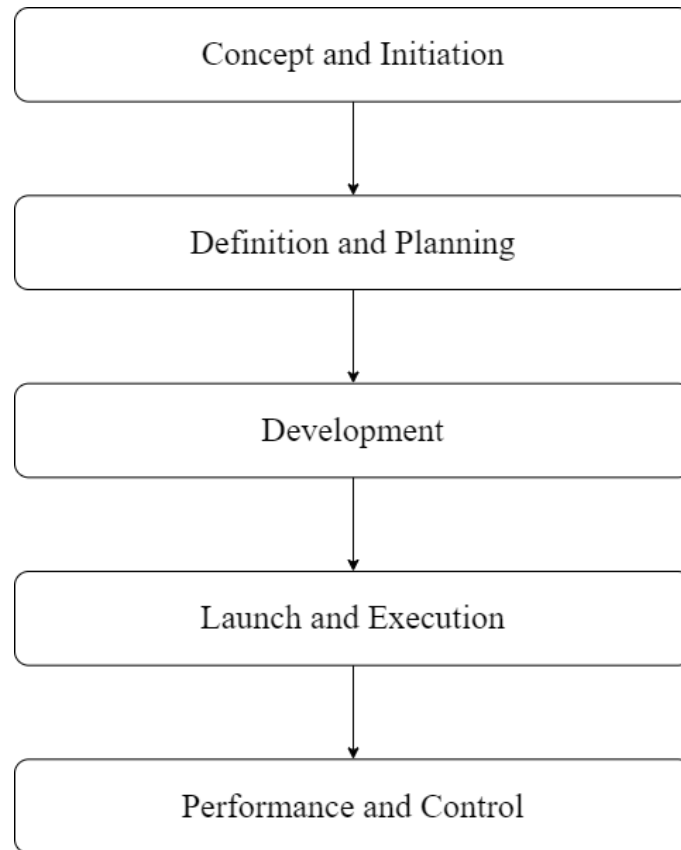 Concept and Initiation
Definition and Planning
Development
Launch and Execution
Performance and Control